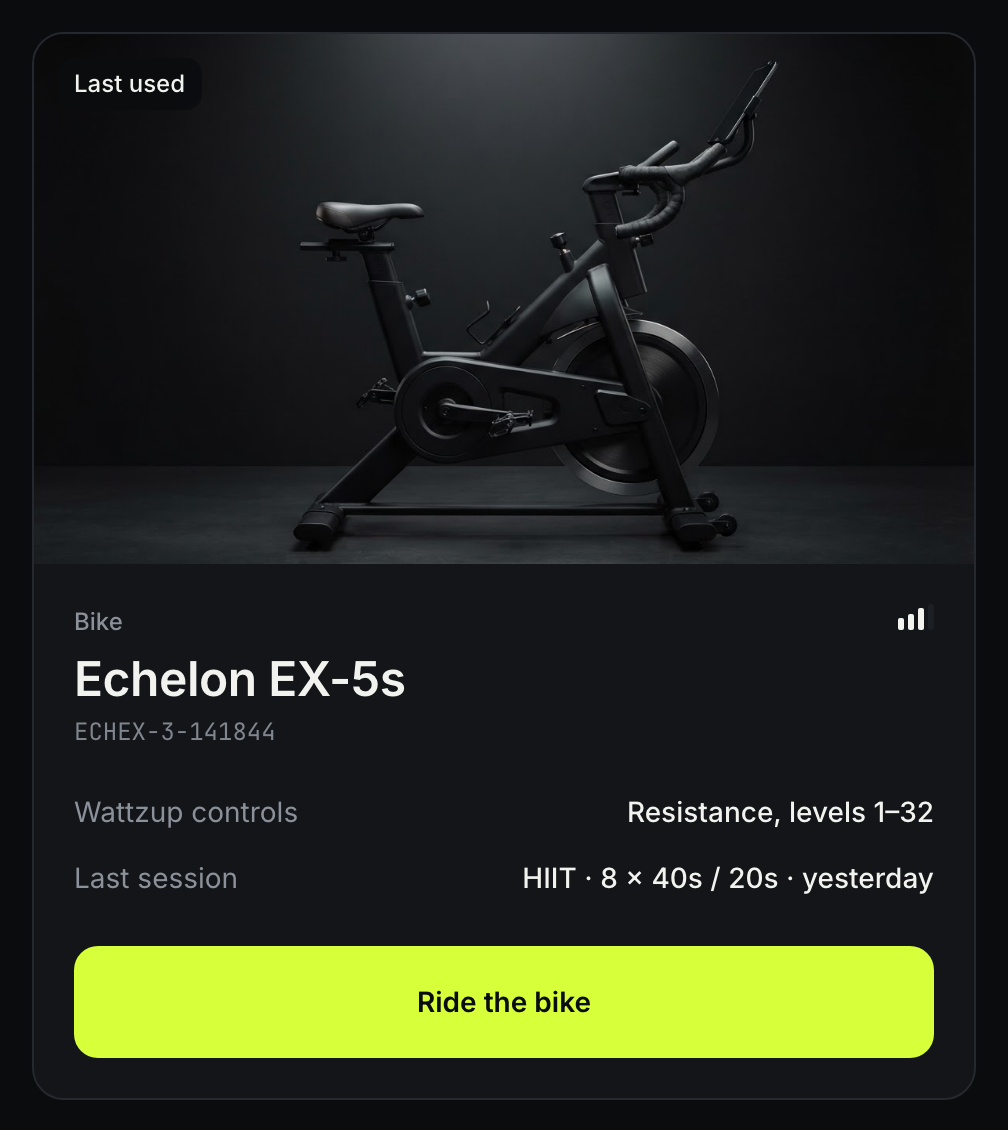 Last used
Bike
Echelon EX-5s
ECHEX-3-141844
Wattzup controls Resistance, levels 1–32
Last session HIIT · 8 × 40s / 20s · yesterday
Ride the bike